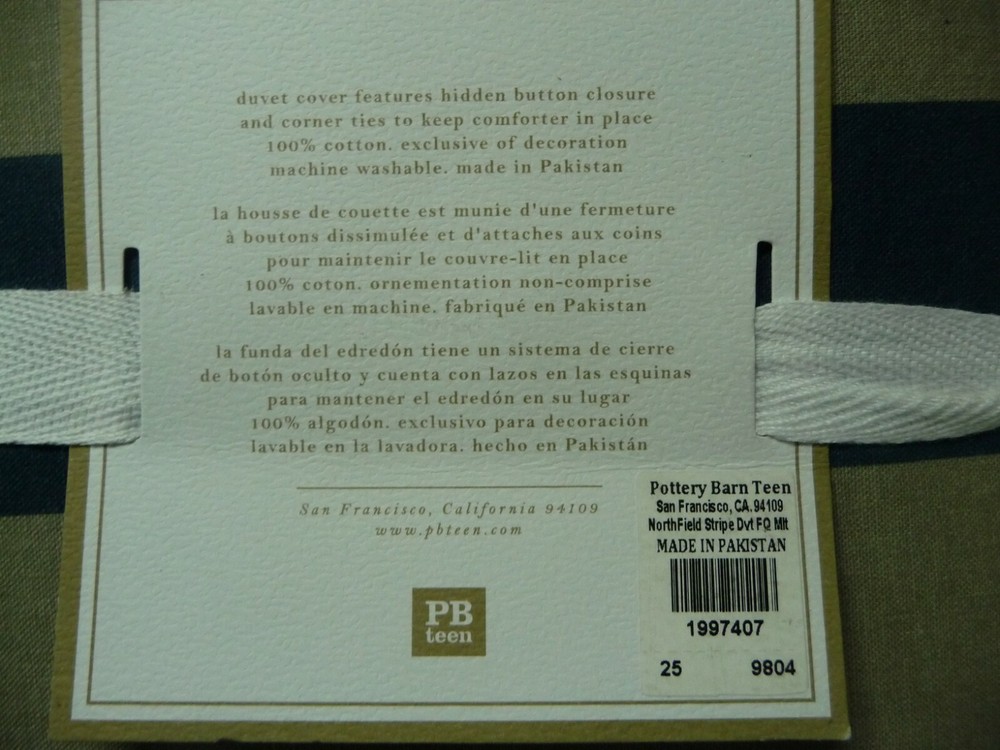 duvet cover features hidden button closure
and corner ties to keep comforter in place
100% cotton. exclusive of decoration
machine washable. made in Pakistan
la housse de couette est munie d'une fermeture
à boutons dissimulée et d'attaches aux coins
pour maintenir le couvre-lit en place
100% coton. ornementation non-comprise
lavable en machine. fabriqué en Pakistan
la funda del edredón tiene un sistema de cierre
de botón oculto y cuenta con lazos en las esquinas
para mantener el edredón en su lugar
100% algodón. exclusivo para decoración
lavable en la lavadora. hecho en Pakistán
San Francisco, California 94109
www.pbteen.com
PB
teen
Pottery Barn Teen
San Francisco, CA. 94109
NorthField Stripe Dvt FQ Mlt
MADE IN PAKISTAN
1997407
25 9804